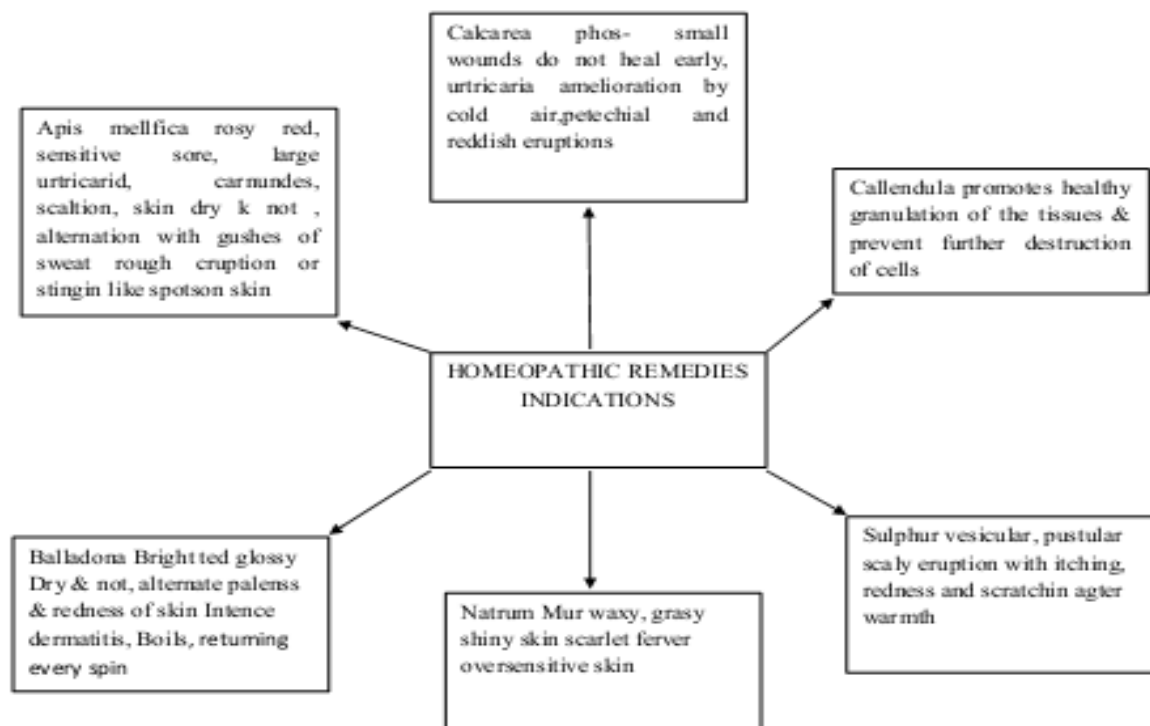 Calcarea phos- small
wounds do not heal early,
urtricaria amelioration by
cold air,petechial and
reddish eruptions
Apis mellfica rosy red,
sensitive sore, large
urtricarid, carnundes,
scaltion, skin dry k not ,
alternation with gushes of
sweat rough cruption or
stingin like spotson skin
Callendula promotes healthy
granulation of the tissues &
prevent further destruction
of cells
HOMEOPATHIC REMEDIES
INDICATIONS
Balladona Brightted glossy
Dry & not, alternate palenss
& redness of skin Intence
dermatitis, Boils, returning
every spin
Natrum Mur waxy, grasy
shiny skin scarlet ferver
oversensitive skin
Sulphur vesicular, pustular
scaly eruption with itching,
redness and scratchin agter
warmth